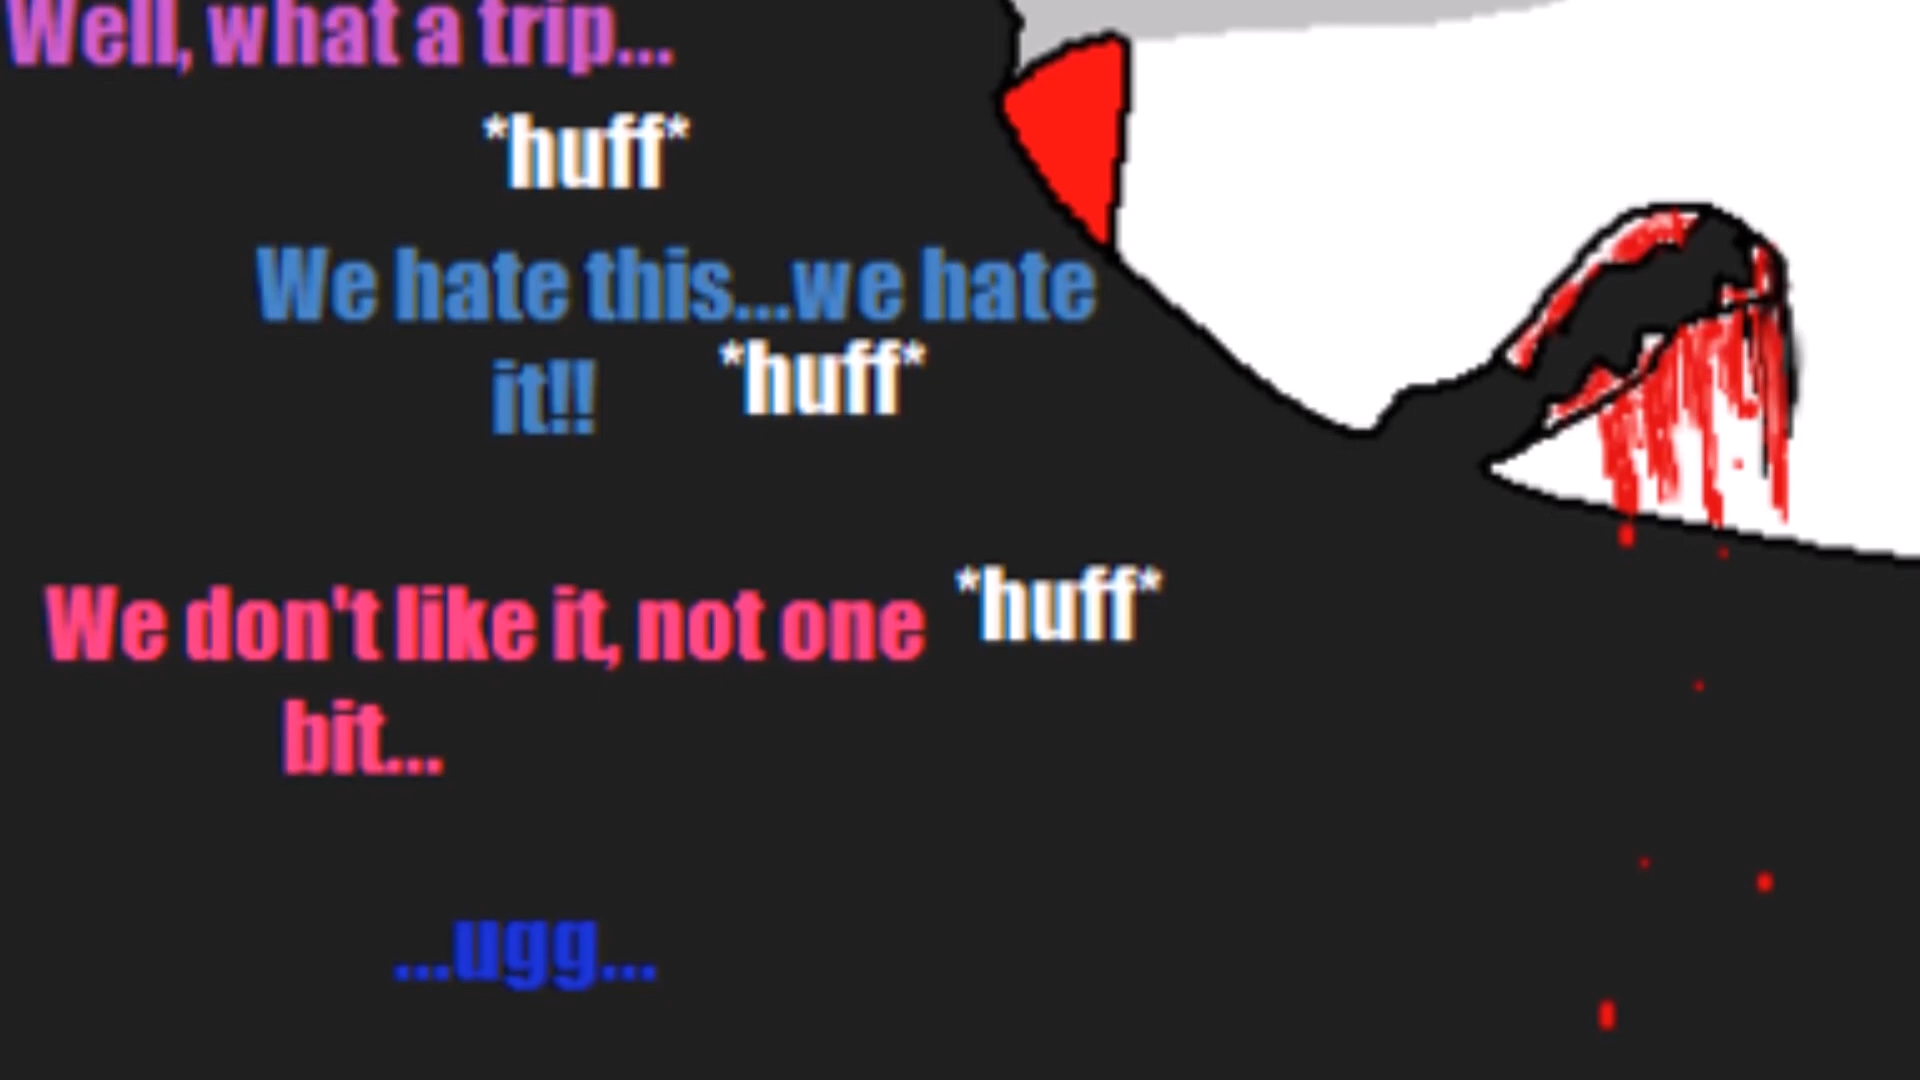 Well, what a trip...
*huff*
We hate this...we hate
it!!
*huff*
We don't like it, not one
*huff*
bit...
...ugg...